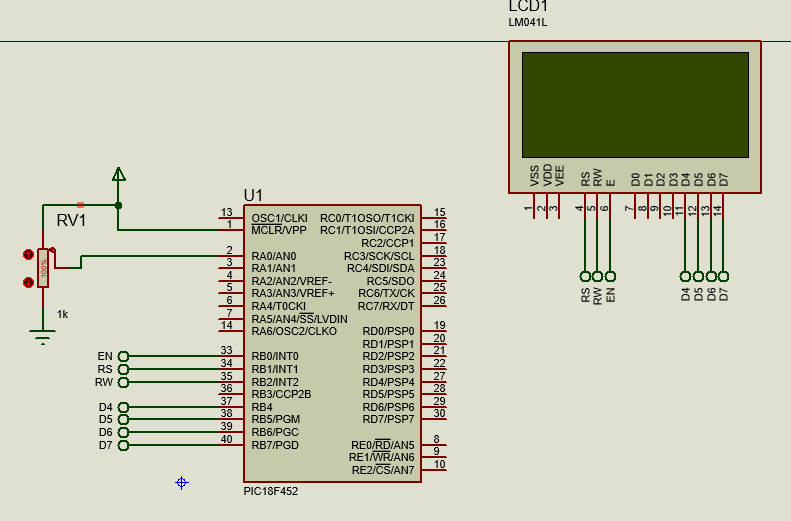 LCD1
LM041L
VSS VDD VEE RS RW E D0 D1 D2 D3 D4 D5 D6 D7
1 2 3 4 5 6 7 8 9 10 11 12 13 14
RS RW EN D4 D5 D6 D7
RV1
100%
1k
U1
13 OSC1/CLKI RC0/T1OSO/T1CKI 15
1 MCLR/VPP RC1/T1OSI/CCP2A 16
RC2/CCP1 17
2 RA0/AN0 RC3/SCK/SCL 18
3 RA1/AN1 RC4/SDI/SDA 23
4 RA2/AN2/VREF- RC5/SDO 24
5 RA3/AN3/VREF+ RC6/TX/CK 25
6 RA4/T0CKI RC7/RX/DT 26
7 RA5/AN4/SS/LVDIN
14 RA6/OSC2/CLKO RD0/PSP0 19
RD1/PSP1 20
EN 33 RB0/INT0 RD2/PSP2 21
RS 34 RB1/INT1 RD3/PSP3 22
RW 35 RB2/INT2 RD4/PSP4 27
36 RB3/CCP2B RD5/PSP5 28
D4 37 RB4 RD6/PSP6 29
D5 38 RB5/PGM RD7/PSP7 30
D6 39 RB6/PGC
D7 40 RB7/PGD RE0/RD/AN5 8
RE1/WR/AN6 9
RE2/CS/AN7 10
PIC18F452